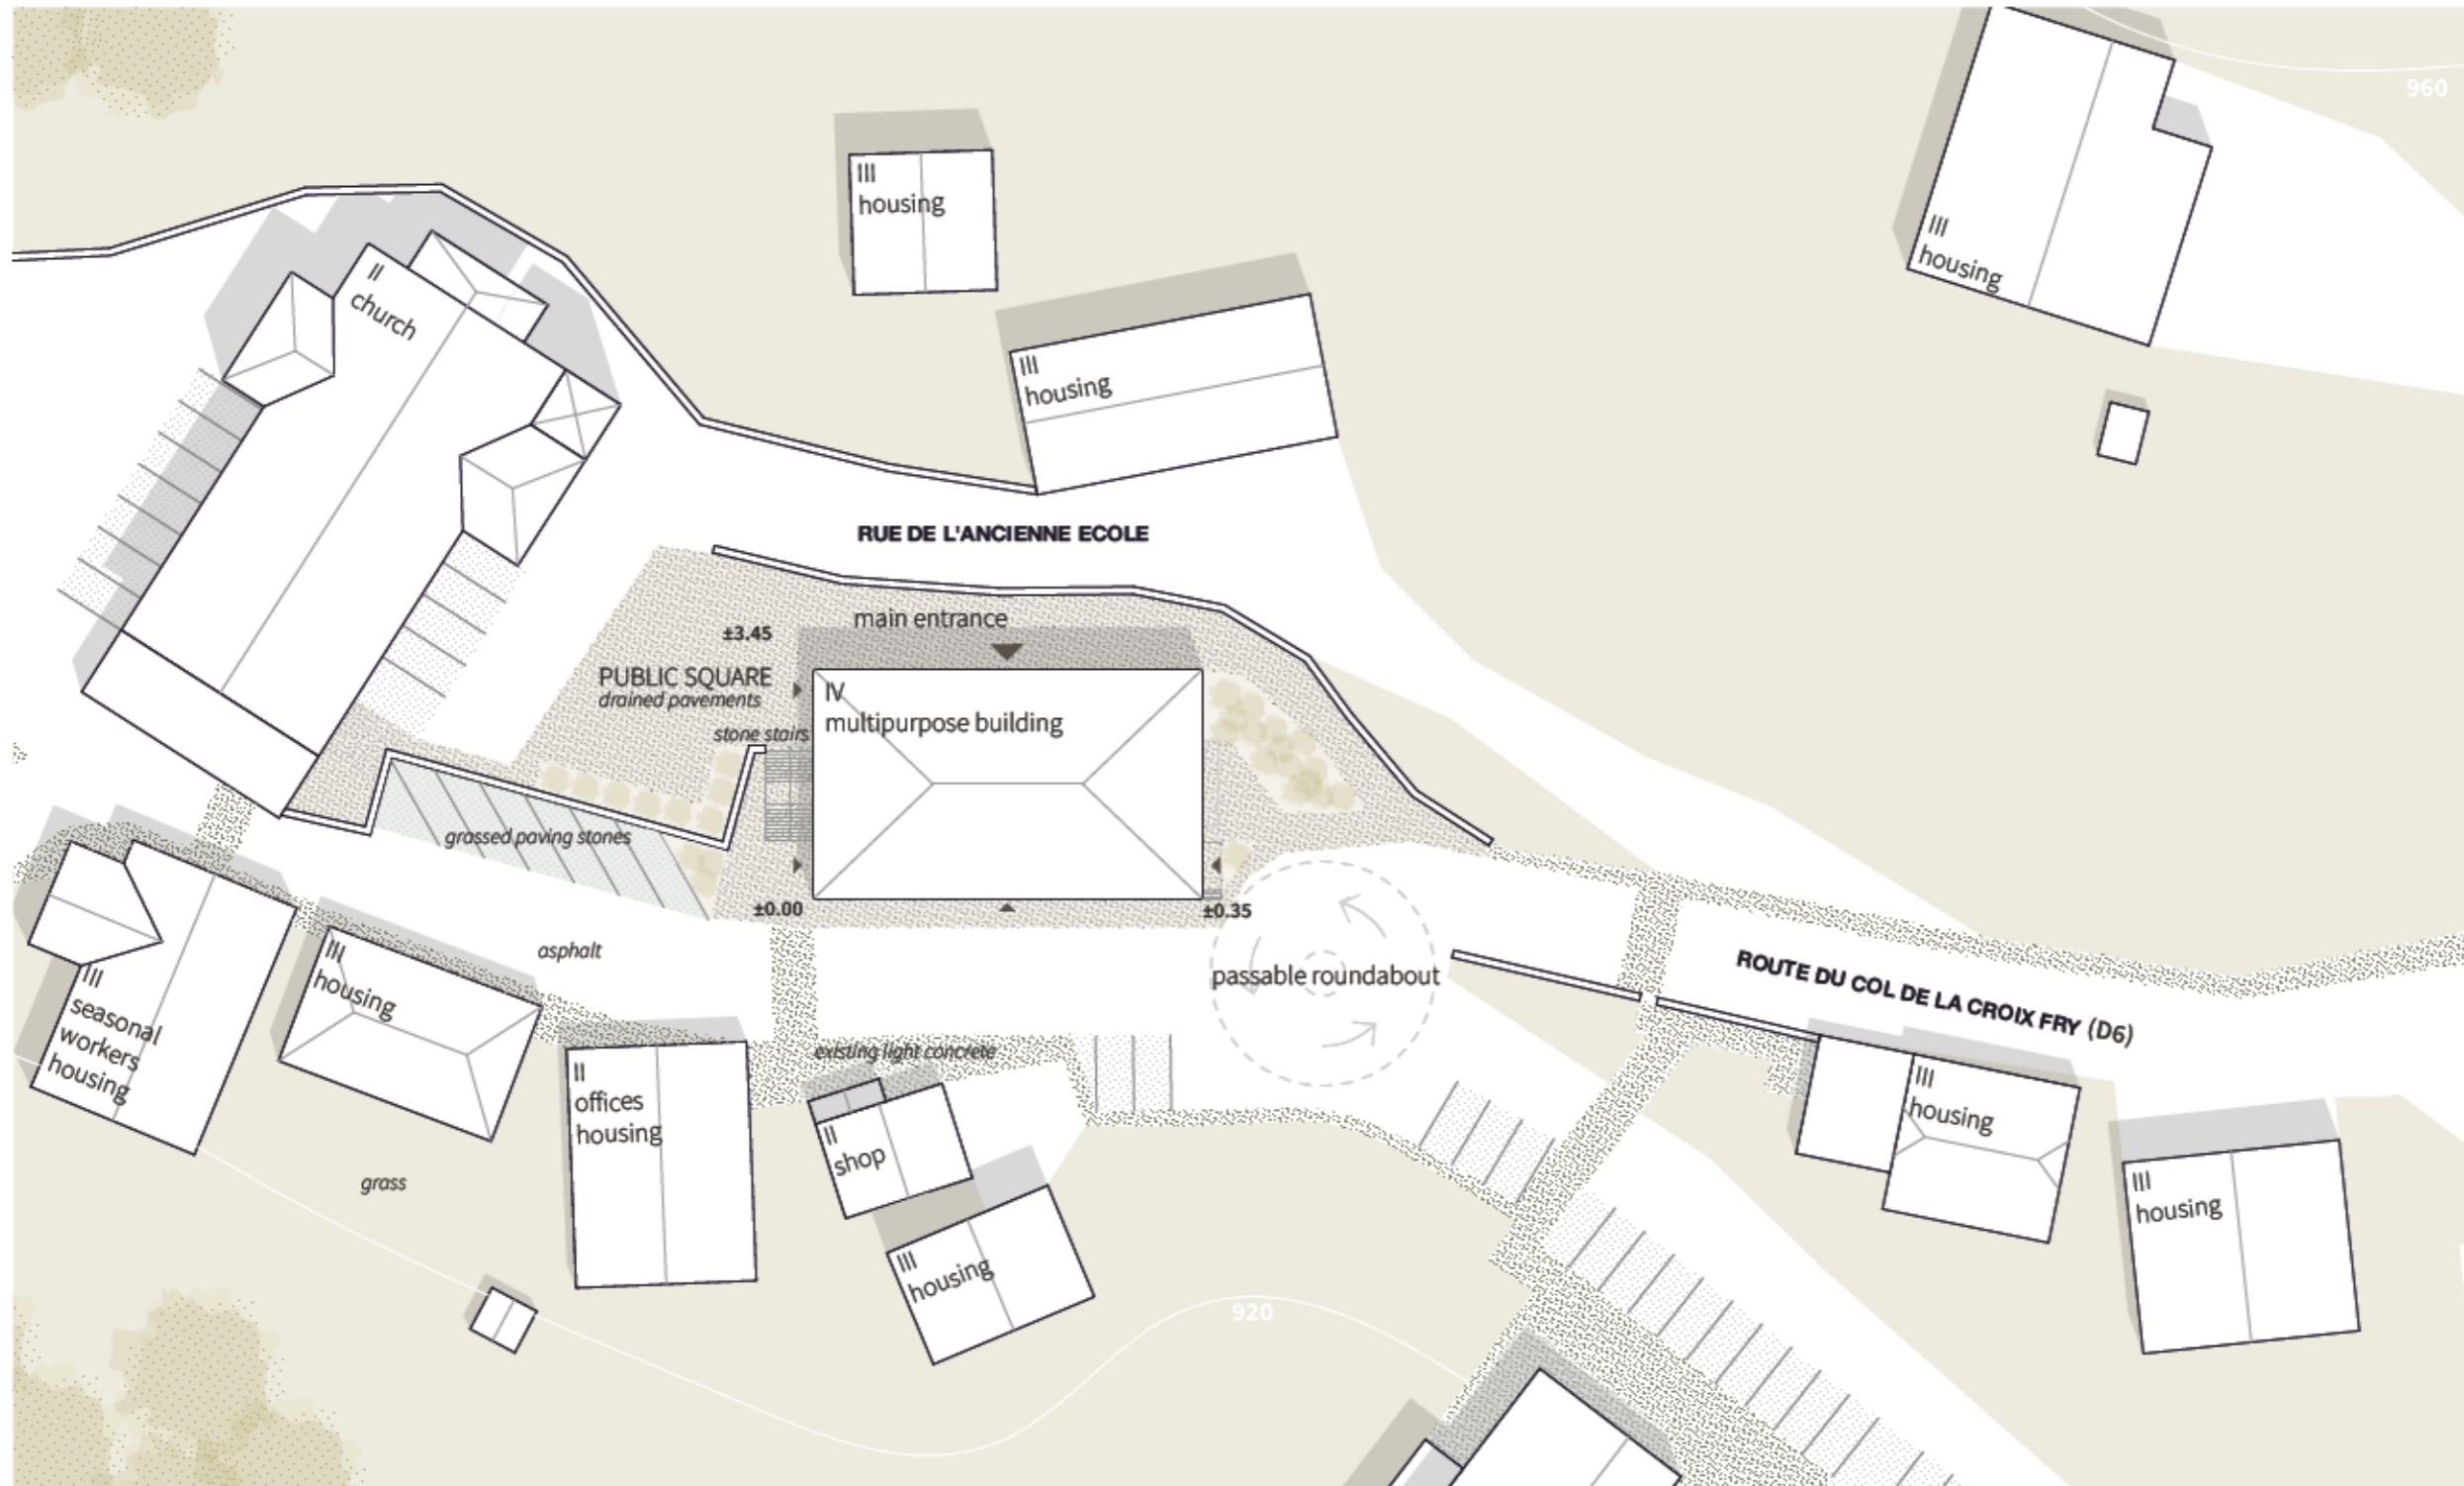 960
III
housing
II
church
III
housing
III
housing
RUE DE L'ANCIENNE ECOLE
main entrance
±3.45
PUBLIC SQUARE
drained pavements
stone stairs
IV
multipurpose building
grassed paving stones
±0.00
±0.35
asphalt
passable roundabout
ROUTE DU COL DE LA CROIX FRY (D6)
III
seasonal
workers
housing
III
housing
existing light concrete
II
offices
housing
II
shop
III
housing
III
housing
grass
III
housing
920